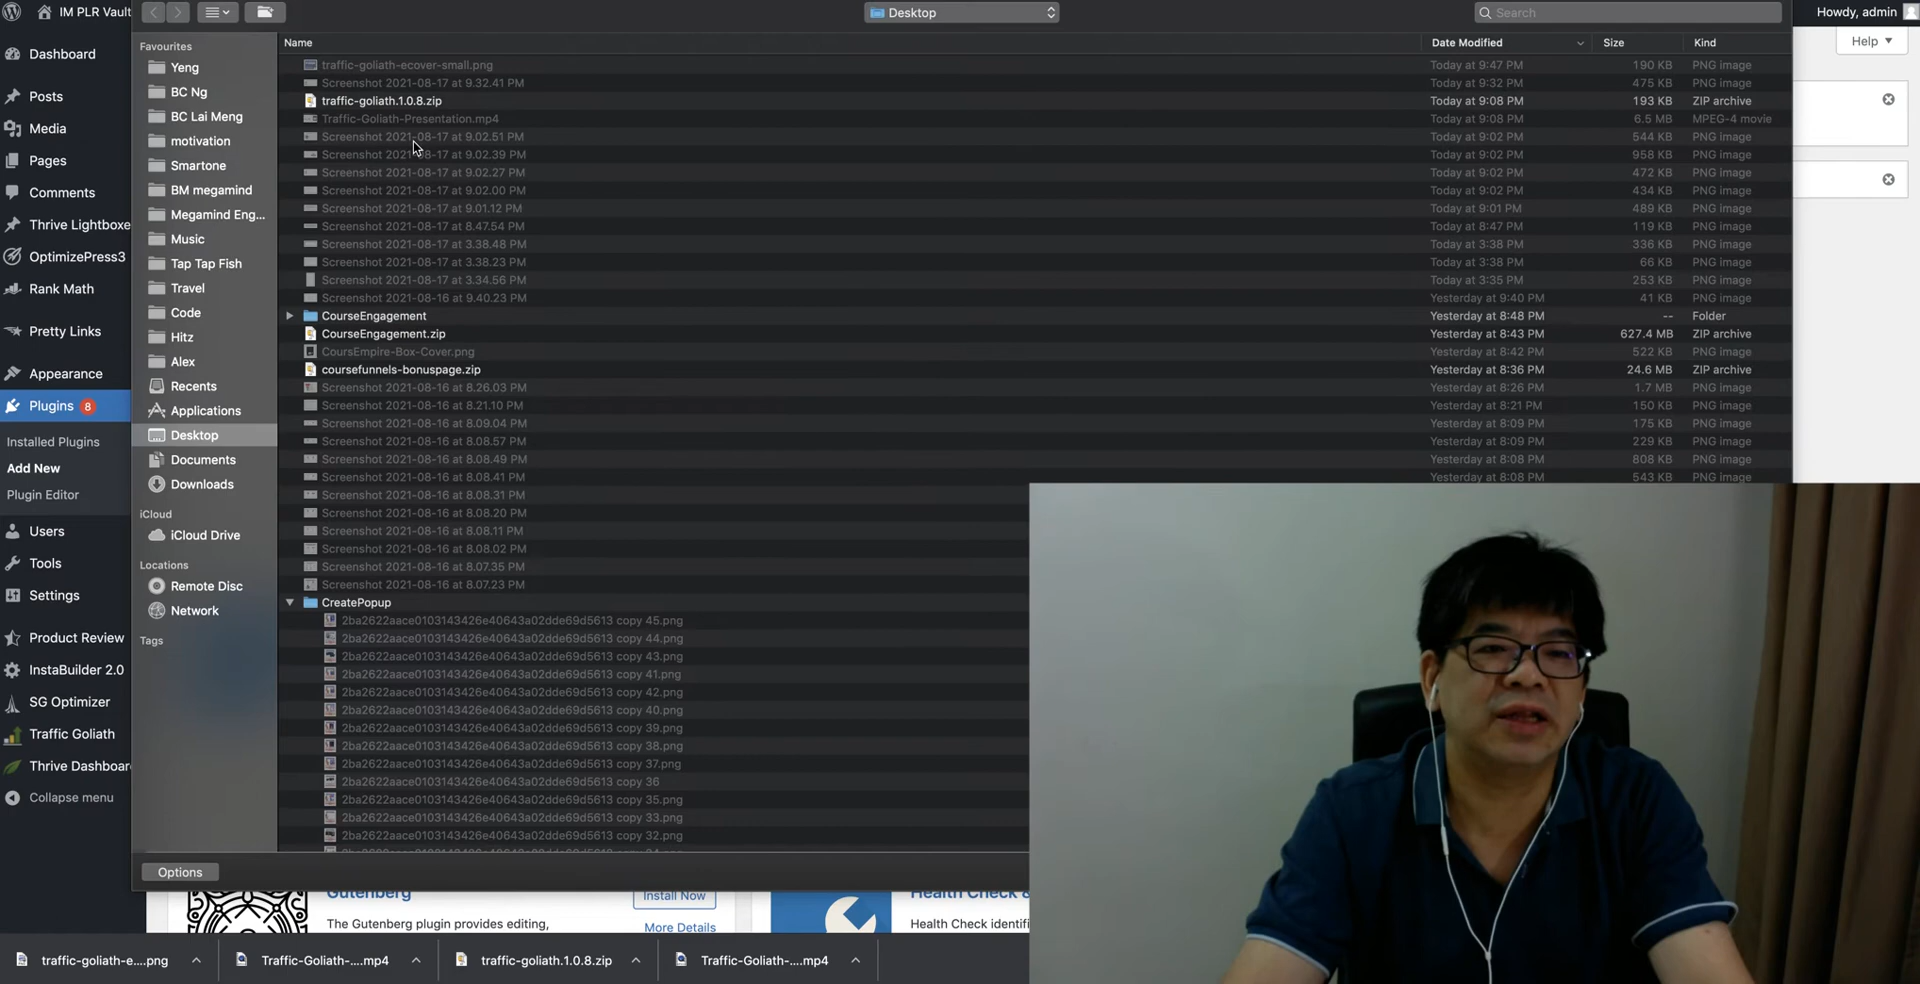 IM PLR Vault
Desktop
Search
Howdy, admin
Help
Dashboard
Posts
Media
Pages
Comments
Thrive Lightboxe
OptimizePress3
Rank Math
Pretty Links
Appearance
Plugins 8
Installed Plugins
Add New
Plugin Editor
Users
Tools
Settings
Product Review
InstaBuilder 2.0
SG Optimizer
Traffic Goliath
Thrive Dashboar
Collapse menu
Favourites
Yeng
BC Ng
BC Lai Meng
motivation
Smartone
BM megamind
Megamind Eng...
Music
Tap Tap Fish
Travel
Code
Hitz
Alex
Recents
Applications
Desktop
Documents
Downloads
iCloud
iCloud Drive
Locations
Remote Disc
Network
Tags
Name Date Modified Size Kind
traffic-goliath-ecover-small.png Today at 9:47 PM 190 KB PNG image
Screenshot 2021-08-17 at 9.32.41 PM Today at 9:32 PM 475 KB PNG image
traffic-goliath.1.0.8.zip Today at 9:08 PM 193 KB ZIP archive
Traffic-Goliath-Presentation.mp4 Today at 9:08 PM 6.5 MB MPEG-4 movie
Screenshot 2021-08-17 at 9.02.51 PM Today at 9:02 PM 544 KB PNG image
Screenshot 2021-08-17 at 9.02.39 PM Today at 9:02 PM 958 KB PNG image
Screenshot 2021-08-17 at 9.02.27 PM Today at 9:02 PM 472 KB PNG image
Screenshot 2021-08-17 at 9.02.00 PM Today at 9:02 PM 434 KB PNG image
Screenshot 2021-08-17 at 9.01.12 PM Today at 9:01 PM 489 KB PNG image
Screenshot 2021-08-17 at 8.47.54 PM Today at 8:47 PM 119 KB PNG image
Screenshot 2021-08-17 at 3.38.48 PM Today at 3:38 PM 336 KB PNG image
Screenshot 2021-08-17 at 3.38.23 PM Today at 3:38 PM 66 KB PNG image
Screenshot 2021-08-17 at 3.34.56 PM Today at 3:35 PM 253 KB PNG image
Screenshot 2021-08-16 at 9.40.23 PM Yesterday at 9:40 PM 41 KB PNG image
CourseEngagement Yesterday at 8:48 PM -- Folder
CourseEngagement.zip Yesterday at 8:43 PM 627.4 MB ZIP archive
CoursEmpire-Box-Cover.png Yesterday at 8:42 PM 522 KB PNG image
coursefunnels-bonuspage.zip Yesterday at 8:36 PM 24.6 MB ZIP archive
Screenshot 2021-08-16 at 8.26.03 PM Yesterday at 8:26 PM 1.7 MB PNG image
Screenshot 2021-08-16 at 8.21.10 PM Yesterday at 8:21 PM 150 KB PNG image
Screenshot 2021-08-16 at 8.09.04 PM Yesterday at 8:09 PM 175 KB PNG image
Screenshot 2021-08-16 at 8.08.57 PM Yesterday at 8:09 PM 229 KB PNG image
Screenshot 2021-08-16 at 8.08.49 PM Yesterday at 8:08 PM 808 KB PNG image
Screenshot 2021-08-16 at 8.08.41 PM Yesterday at 8:08 PM 543 KB PNG image
Screenshot 2021-08-16 at 8.08.31 PM
Screenshot 2021-08-16 at 8.08.20 PM
Screenshot 2021-08-16 at 8.08.11 PM
Screenshot 2021-08-16 at 8.08.02 PM
Screenshot 2021-08-16 at 8.07.35 PM
Screenshot 2021-08-16 at 8.07.23 PM
CreatePopup
2ba2622aace0103143426e40643a02dde69d5613 copy 45.png
2ba2622aace0103143426e40643a02dde69d5613 copy 44.png
2ba2622aace0103143426e40643a02dde69d5613 copy 43.png
2ba2622aace0103143426e40643a02dde69d5613 copy 41.png
2ba2622aace0103143426e40643a02dde69d5613 copy 42.png
2ba2622aace0103143426e40643a02dde69d5613 copy 40.png
2ba2622aace0103143426e40643a02dde69d5613 copy 39.png
2ba2622aace0103143426e40643a02dde69d5613 copy 38.png
2ba2622aace0103143426e40643a02dde69d5613 copy 37.png
2ba2622aace0103143426e40643a02dde69d5613 copy 36
2ba2622aace0103143426e40643a02dde69d5613 copy 35.png
2ba2622aace0103143426e40643a02dde69d5613 copy 33.png
2ba2622aace0103143426e40643a02dde69d5613 copy 32.png
Options
Gutenberg Install Now Health Check &
The Gutenberg plugin provides editing, More Details Health Check identifi
traffic-goliath-e....png Traffic-Goliath-....mp4 traffic-goliath.1.0.8.zip Traffic-Goliath-....mp4